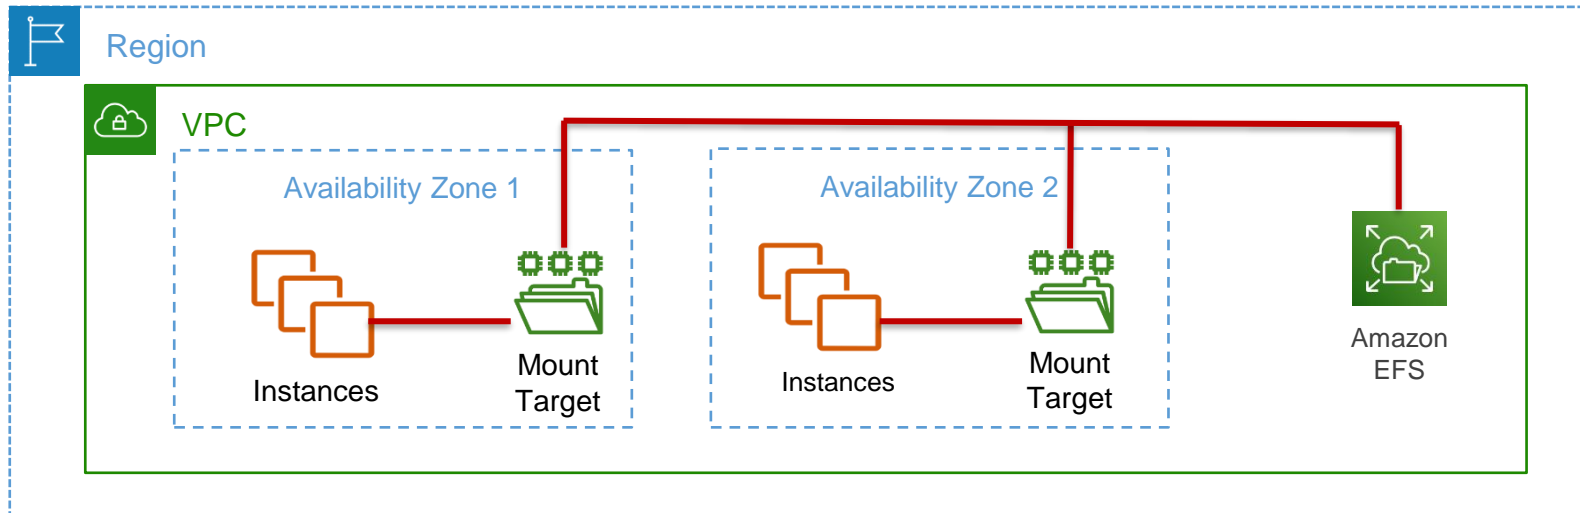 Region
VPC
Availability Zone 1
Instances
Mount
Target
Availability Zone 2
Instances
Mount
Target
Amazon
EFS